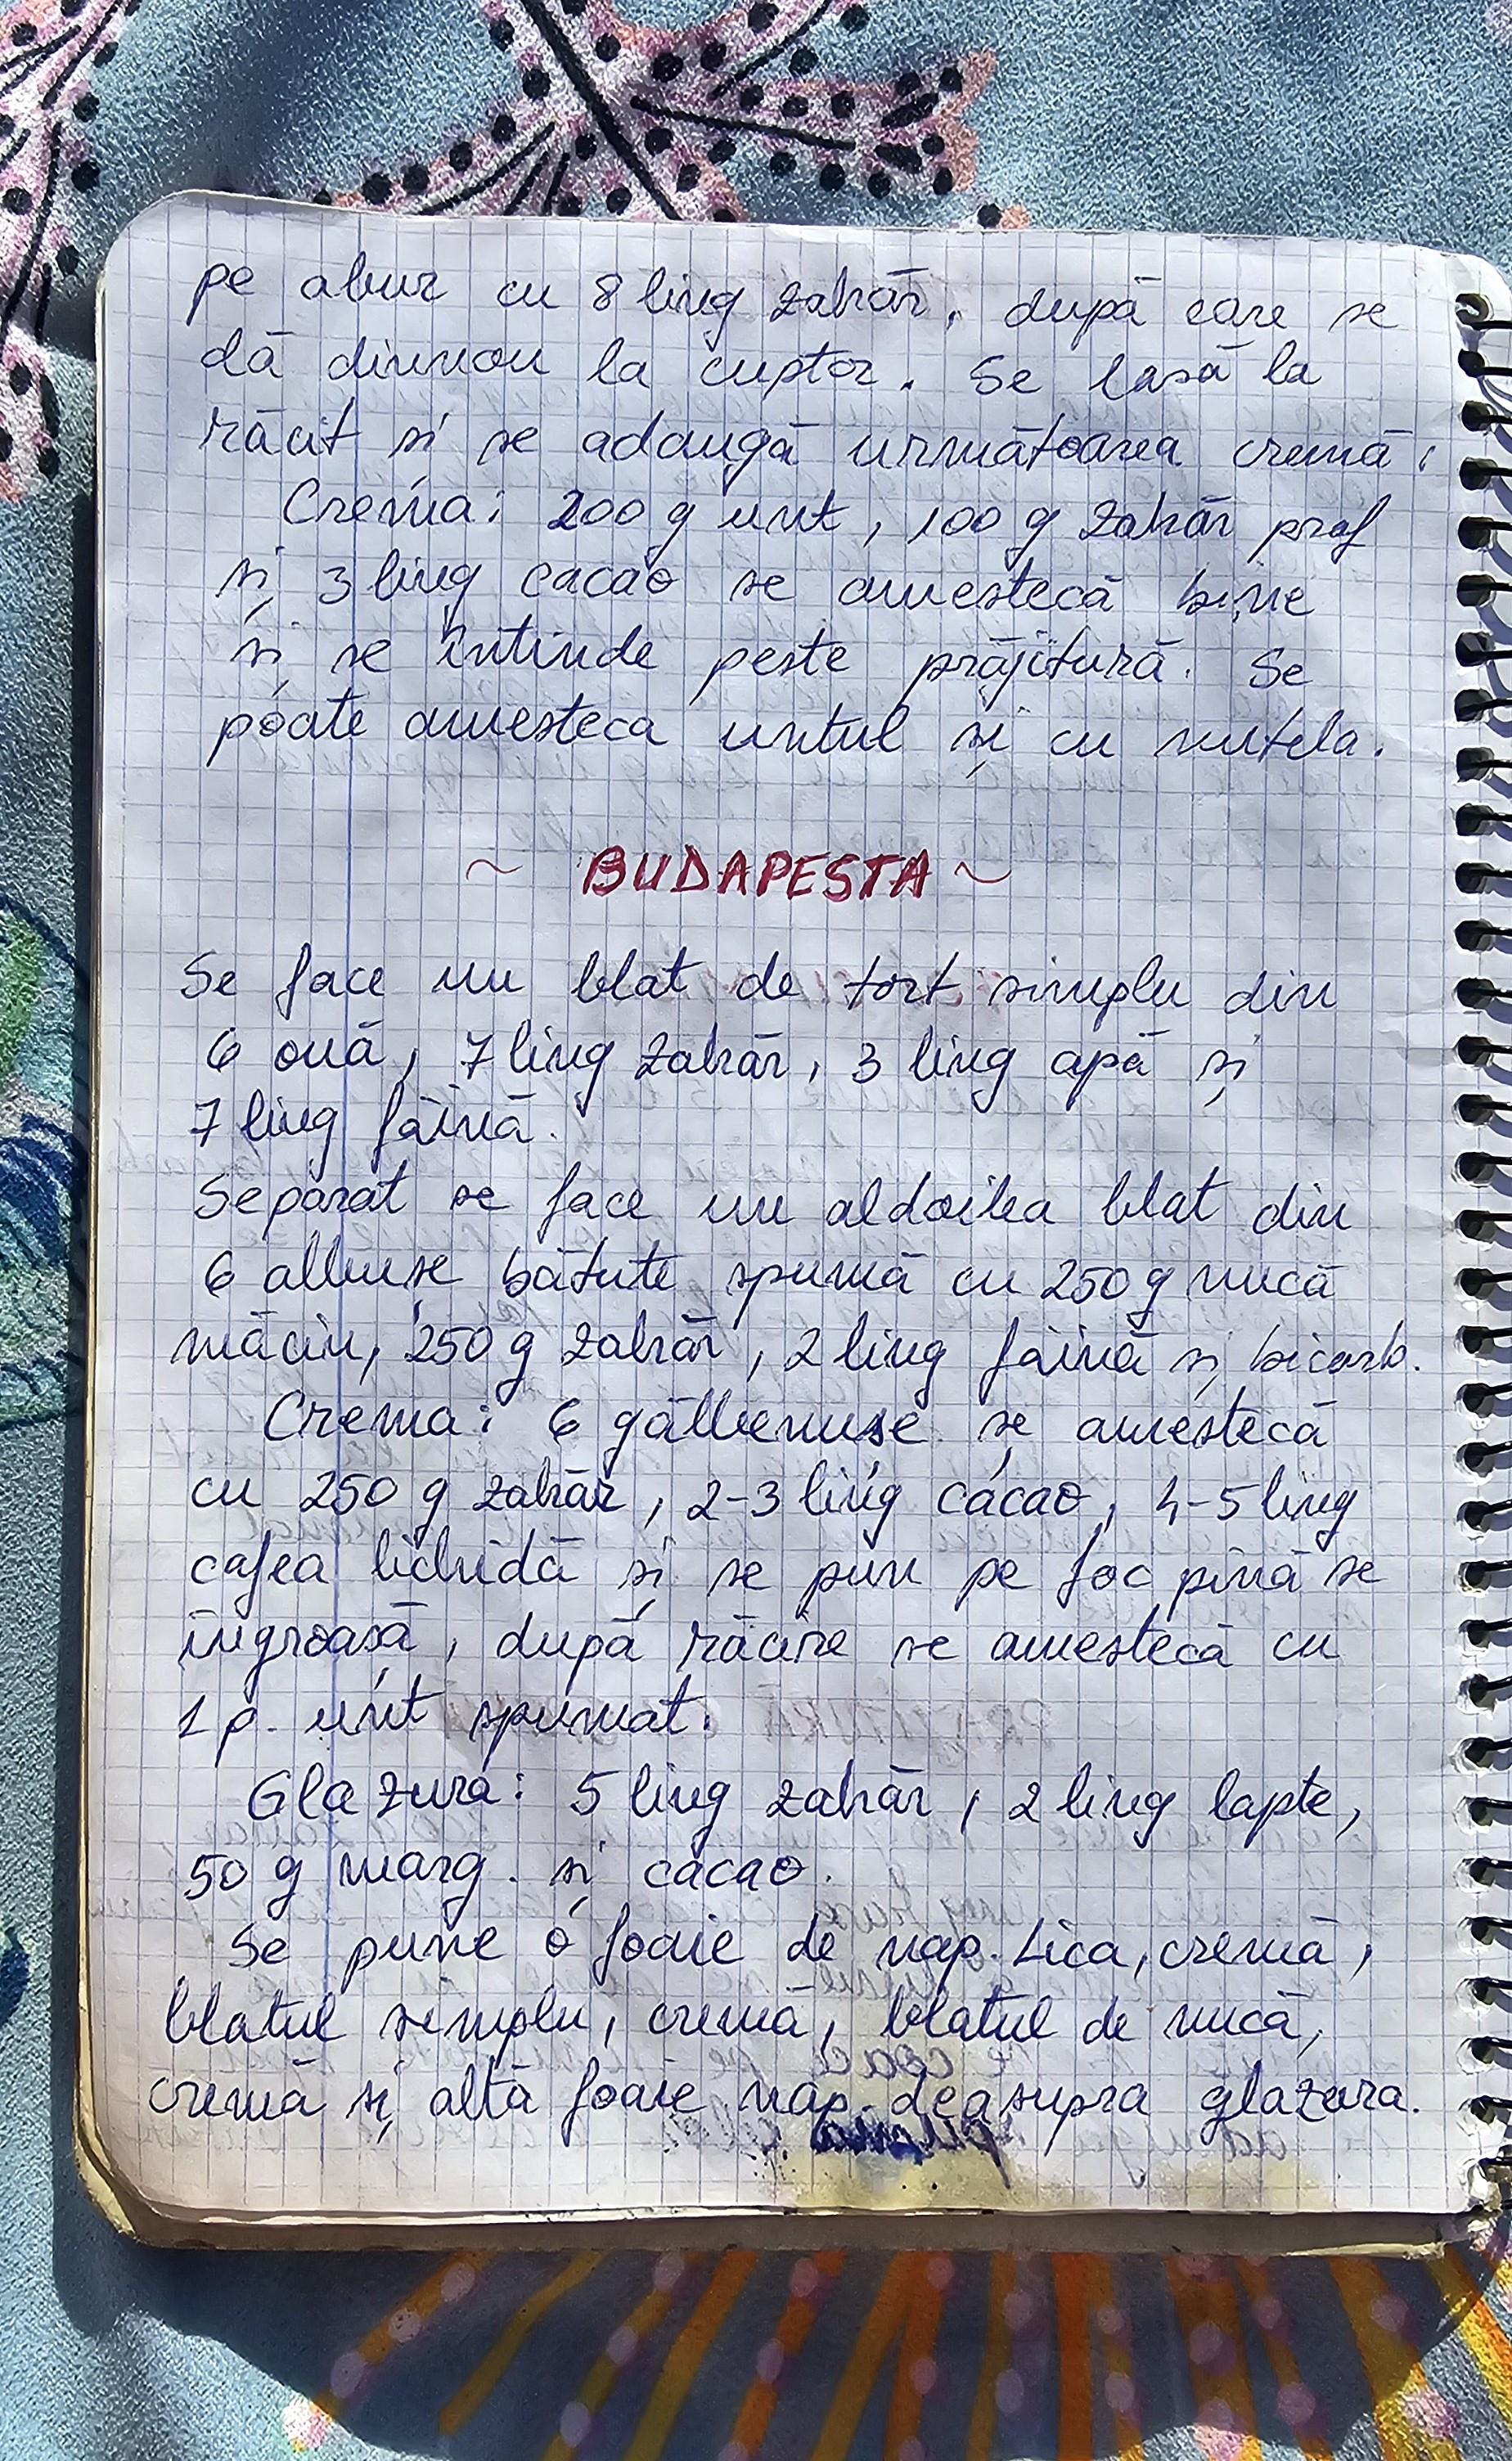 pe abur cu 8 ling zahăr, după care se
dă dinnou la cuptor. Se lasă la
răcit și se adaugă următoarea cremă:
Crema: 200 g unt, 100 g zahăr praf
și 3 ling cacao se amestecă bine
și se întinde peste prăjitură. Se
poate amesteca untul și cu nutela.
~ BUDAPESTA ~
Se face un blat de tort simplu din
6 ouă, 7 ling zahăr, 3 ling apă și
7 ling făină.
Separat se face un aldoilea blat din
6 albușe bătute spumă cu 250 g nucă
măcin, 250 g zahăr, 2 ling făină și bicarb.
Crema: 6 gălbenușe se amestecă
cu 250 g zahăr, 2-3 ling cacao, 4-5 ling
cafea lichidă și se pun pe foc pînă se
îngroașă, după răcire se amestecă cu
1 p. unt spumat.
Glazura: 5 ling zahăr, 2 ling lapte,
50 g marg. și cacao.
Se pune o foaie de nap. Lica, cremă,
blatul simplu, cremă, blatul de nucă,
cremă și altă foaie nap. deasupra glazura.